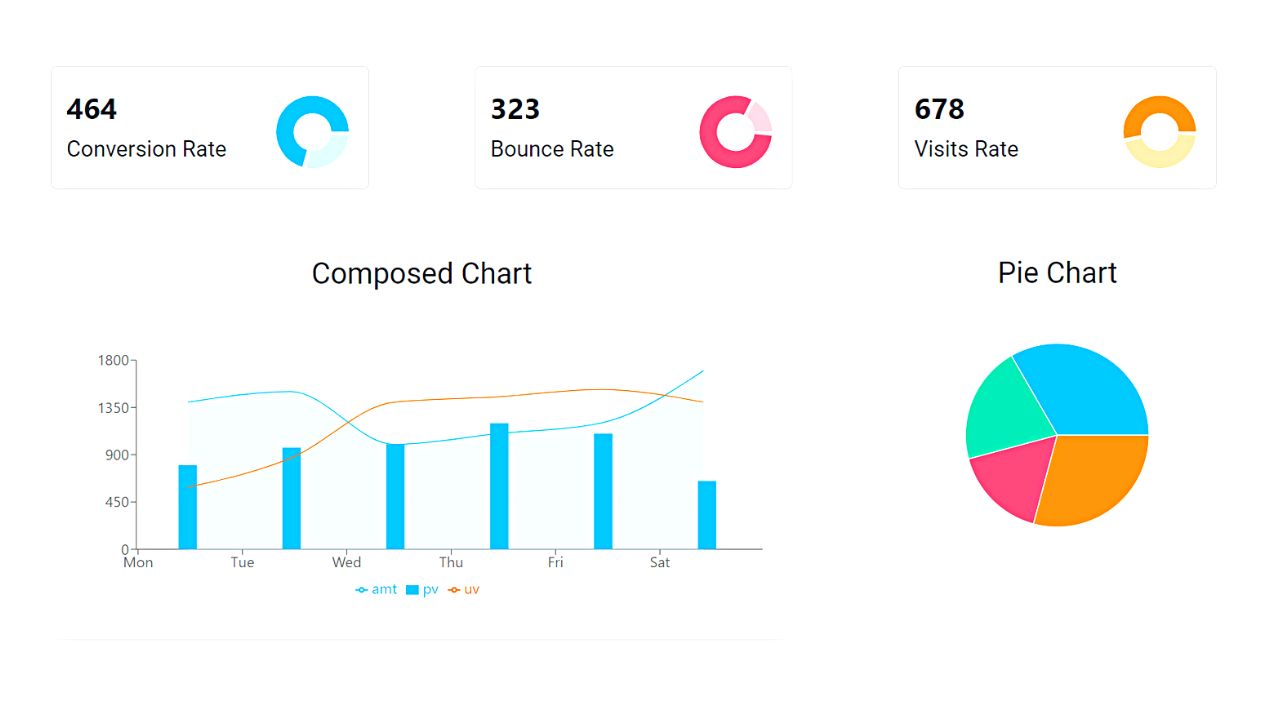 464
Conversion Rate
323
Bounce Rate
678
Visits Rate
Composed Chart
Pie Chart
1800
1350
900
450
0
Mon Tue Wed Thu Fri Sat
amt pv uv